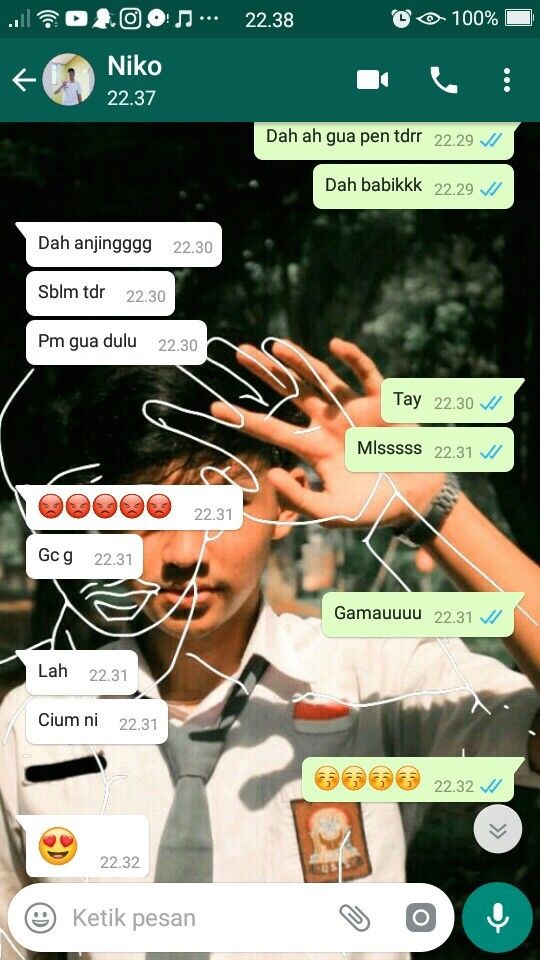 22.38
100%
Niko
22.37
Dah ah gua pen tdrr 22.29
Dah babikkk 22.29
Dah anjingggg 22.30
Sblm tdr 22.30
Pm gua dulu 22.30
Tay 22.30
Mlsssss 22.31
😡😡😡😡😡 22.31
Gc g 22.31
Gamauuuu 22.31
Lah 22.31
Cium ni 22.31
😚😚😚😚 22.32
😍 22.32
Ketik pesan